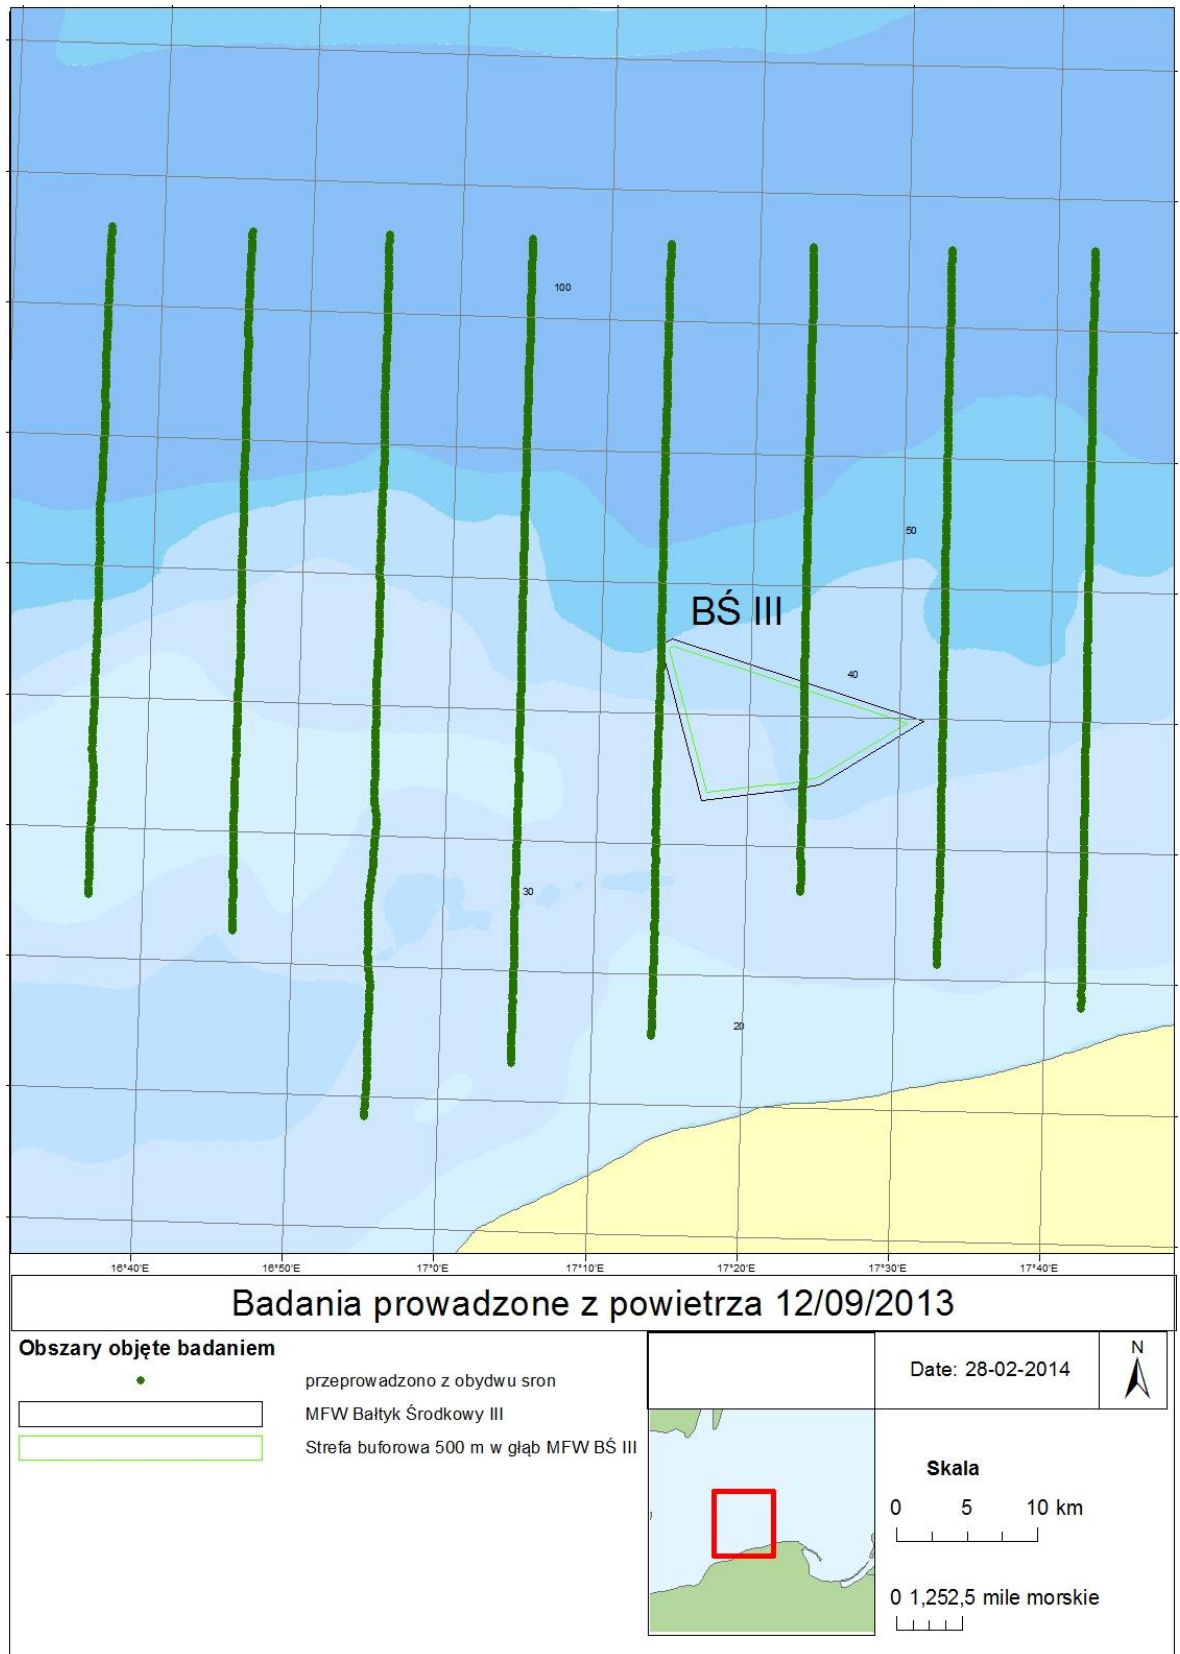 100
50
BŚ III
40
30
20
16°40'E 16°50'E 17°0'E 17°10'E 17°20'E 17°30'E 17°40'E
Badania prowadzone z powietrza 12/09/2013
Obszary objęte badaniem
przeprowadzono z obydwu sron
MFW Bałtyk Środkowy III
Strefa buforowa 500 m w głąb MFW BŚ III
Date: 28-02-2014
N
Skala
0 5 10 km
0 1,252,5 mile morskie